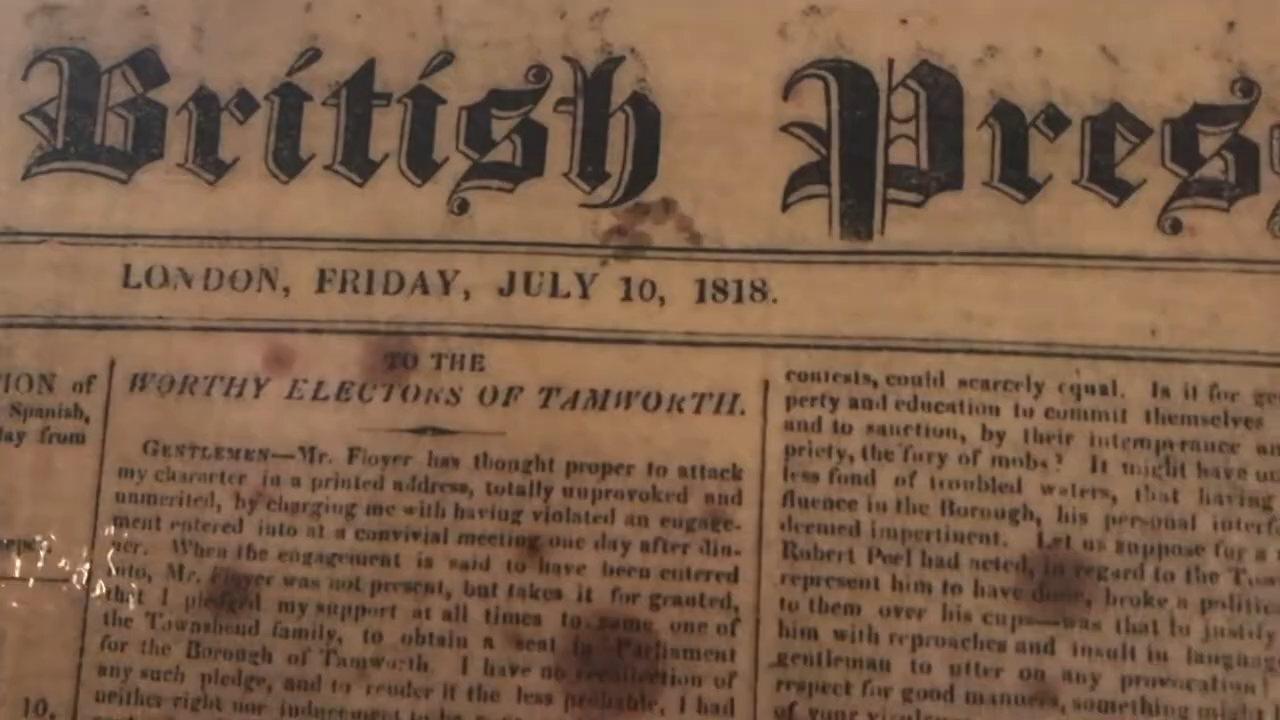 British Press
LONDON, FRIDAY, JULY 10, 1818.
ION of
Spanish,
lay from
10,
TO THE
WORTHY ELECTORS OF TAMWORTH.
GENTLEMEN—Mr. Floyer has thought proper to attack
my character in a printed address, totally unprovoked and
unmerited, by charging me with having violated an engage-
ment entered into at a convivial meeting one day after din-
ner. When the engagement is said to have been entered
into, Mr. Floyer was not present, but takes it for granted,
that I pledged my support at all times to some one of
the Townshend family, to obtain a seat in Parliament
for the Borough of Tamworth. I have no recollection of
any such pledge, and to render it the less probable, I had
neither right nor inducement to be
contests, could scarcely equal. Is it for ge
perty and education to commit themselves
and to sanction, by their intemperance an
priety, the fury of mobs? It might have
less fond of troubled waters, that having
fluence in the Borough, his personal interf
deemed impertinent. Let us suppose for a
Robert Peel had acted, in regard to the
represent him to have done, broke a politic
to them over his cups—was that to justify
him with reproaches and insult in languag
gentleman to utter on any provocation
respect for good manners, something might
of your